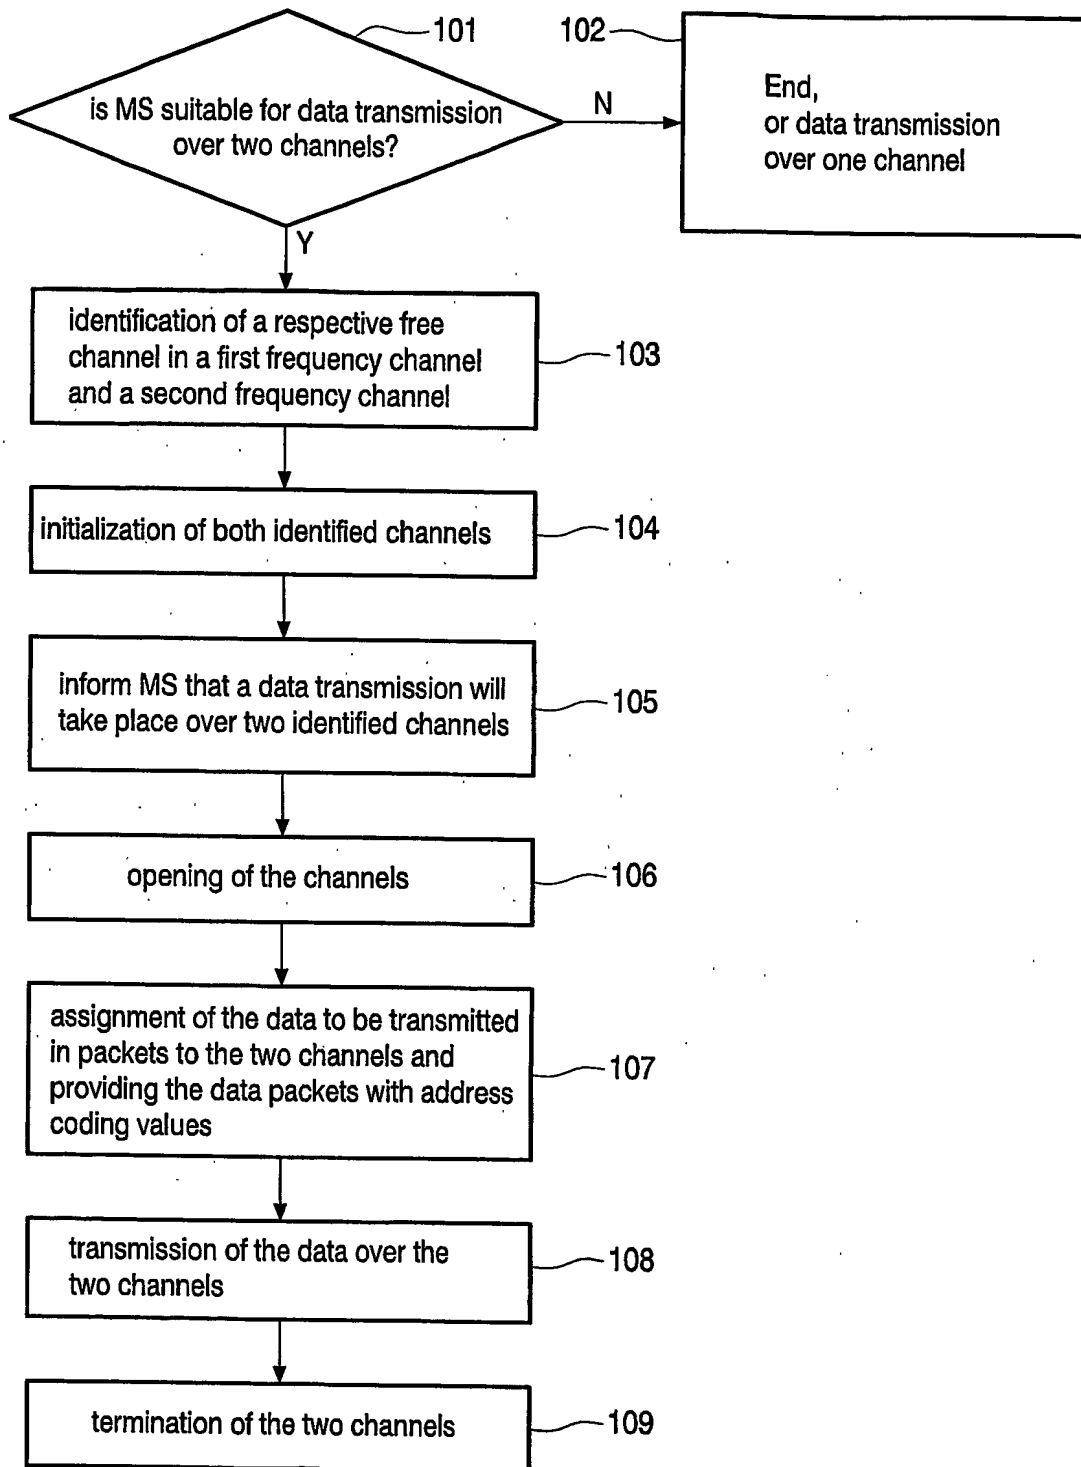 101
is MS suitable for data transmission
over two channels?
N
102
End,
or data transmission
over one channel
Y
identification of a respective free
channel in a first frequency channel
and a second frequency channel
103
initialization of both identified channels
104
inform MS that a data transmission will
take place over two identified channels
105
opening of the channels
106
assignment of the data to be transmitted
in packets to the two channels and
providing the data packets with address
coding values
107
transmission of the data over the
two channels
108
termination of the two channels
109